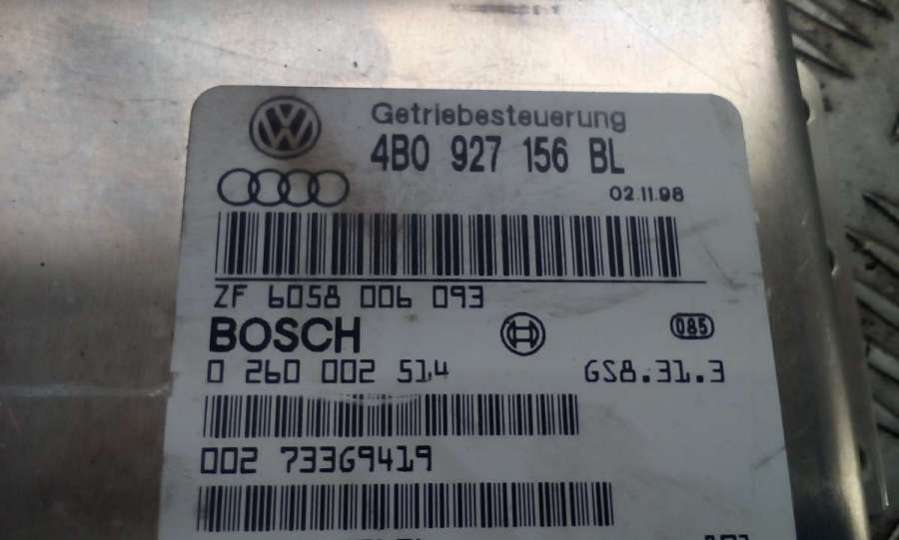 Getriebesteuerung
4B0 927 156 BL
02.11.98
ZF 6058 006 093
BOSCH
085
0 260 002 514 GS8.31.3
002 73369419